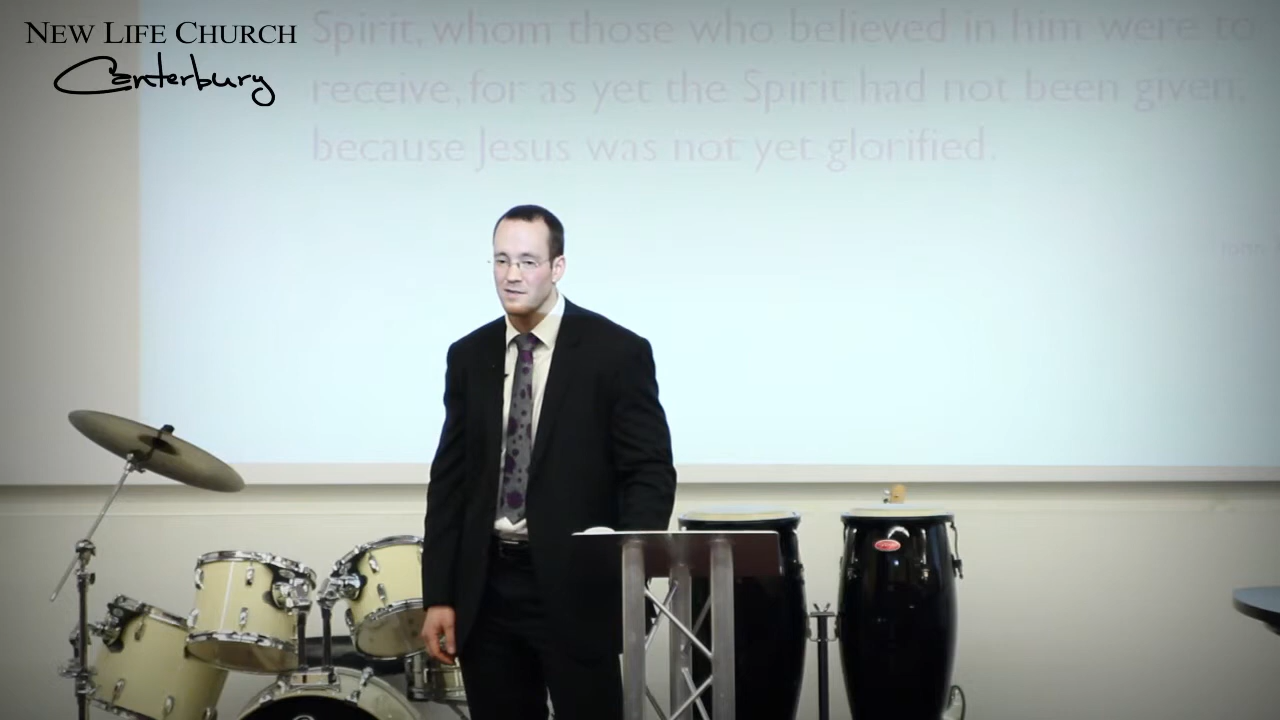 NEW LIFE CHURCH
Canterbury
Spirit, whom those who believed in him were to
receive, for as yet the Spirit had not been given,
because Jesus was not yet glorified.
John